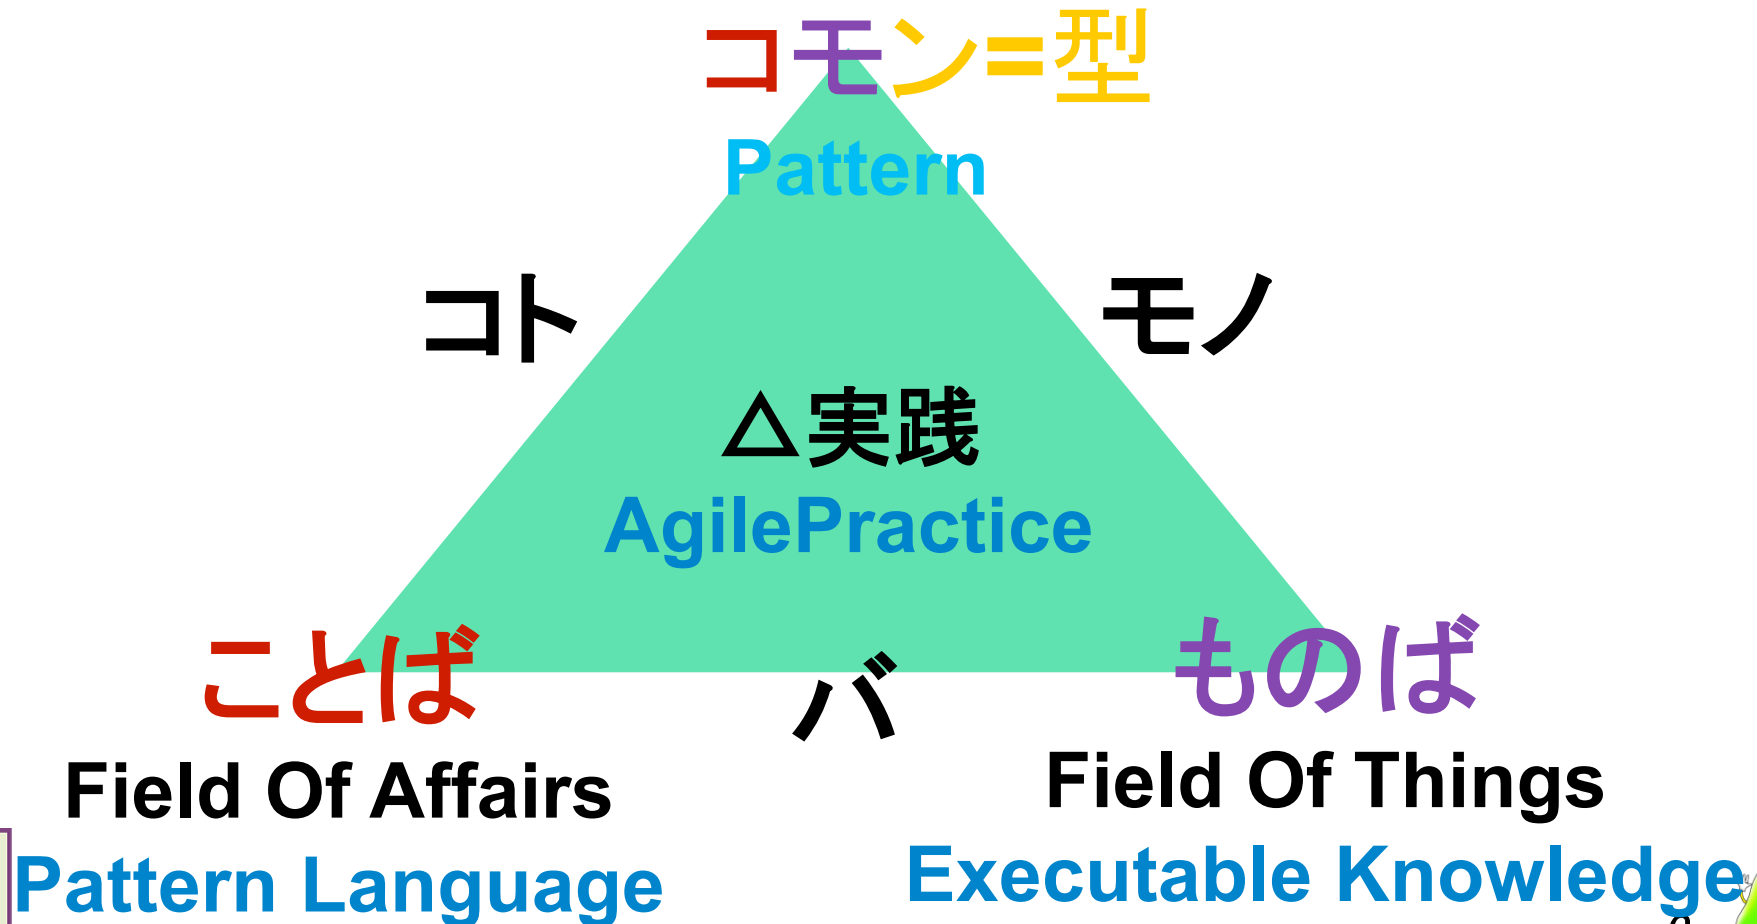 コモン=型
Pattern
コト
モノ
△実践
AgilePractice
ことば
バ
ものば
Field Of Affairs
Field Of Things
Pattern Language
Executable Knowledge